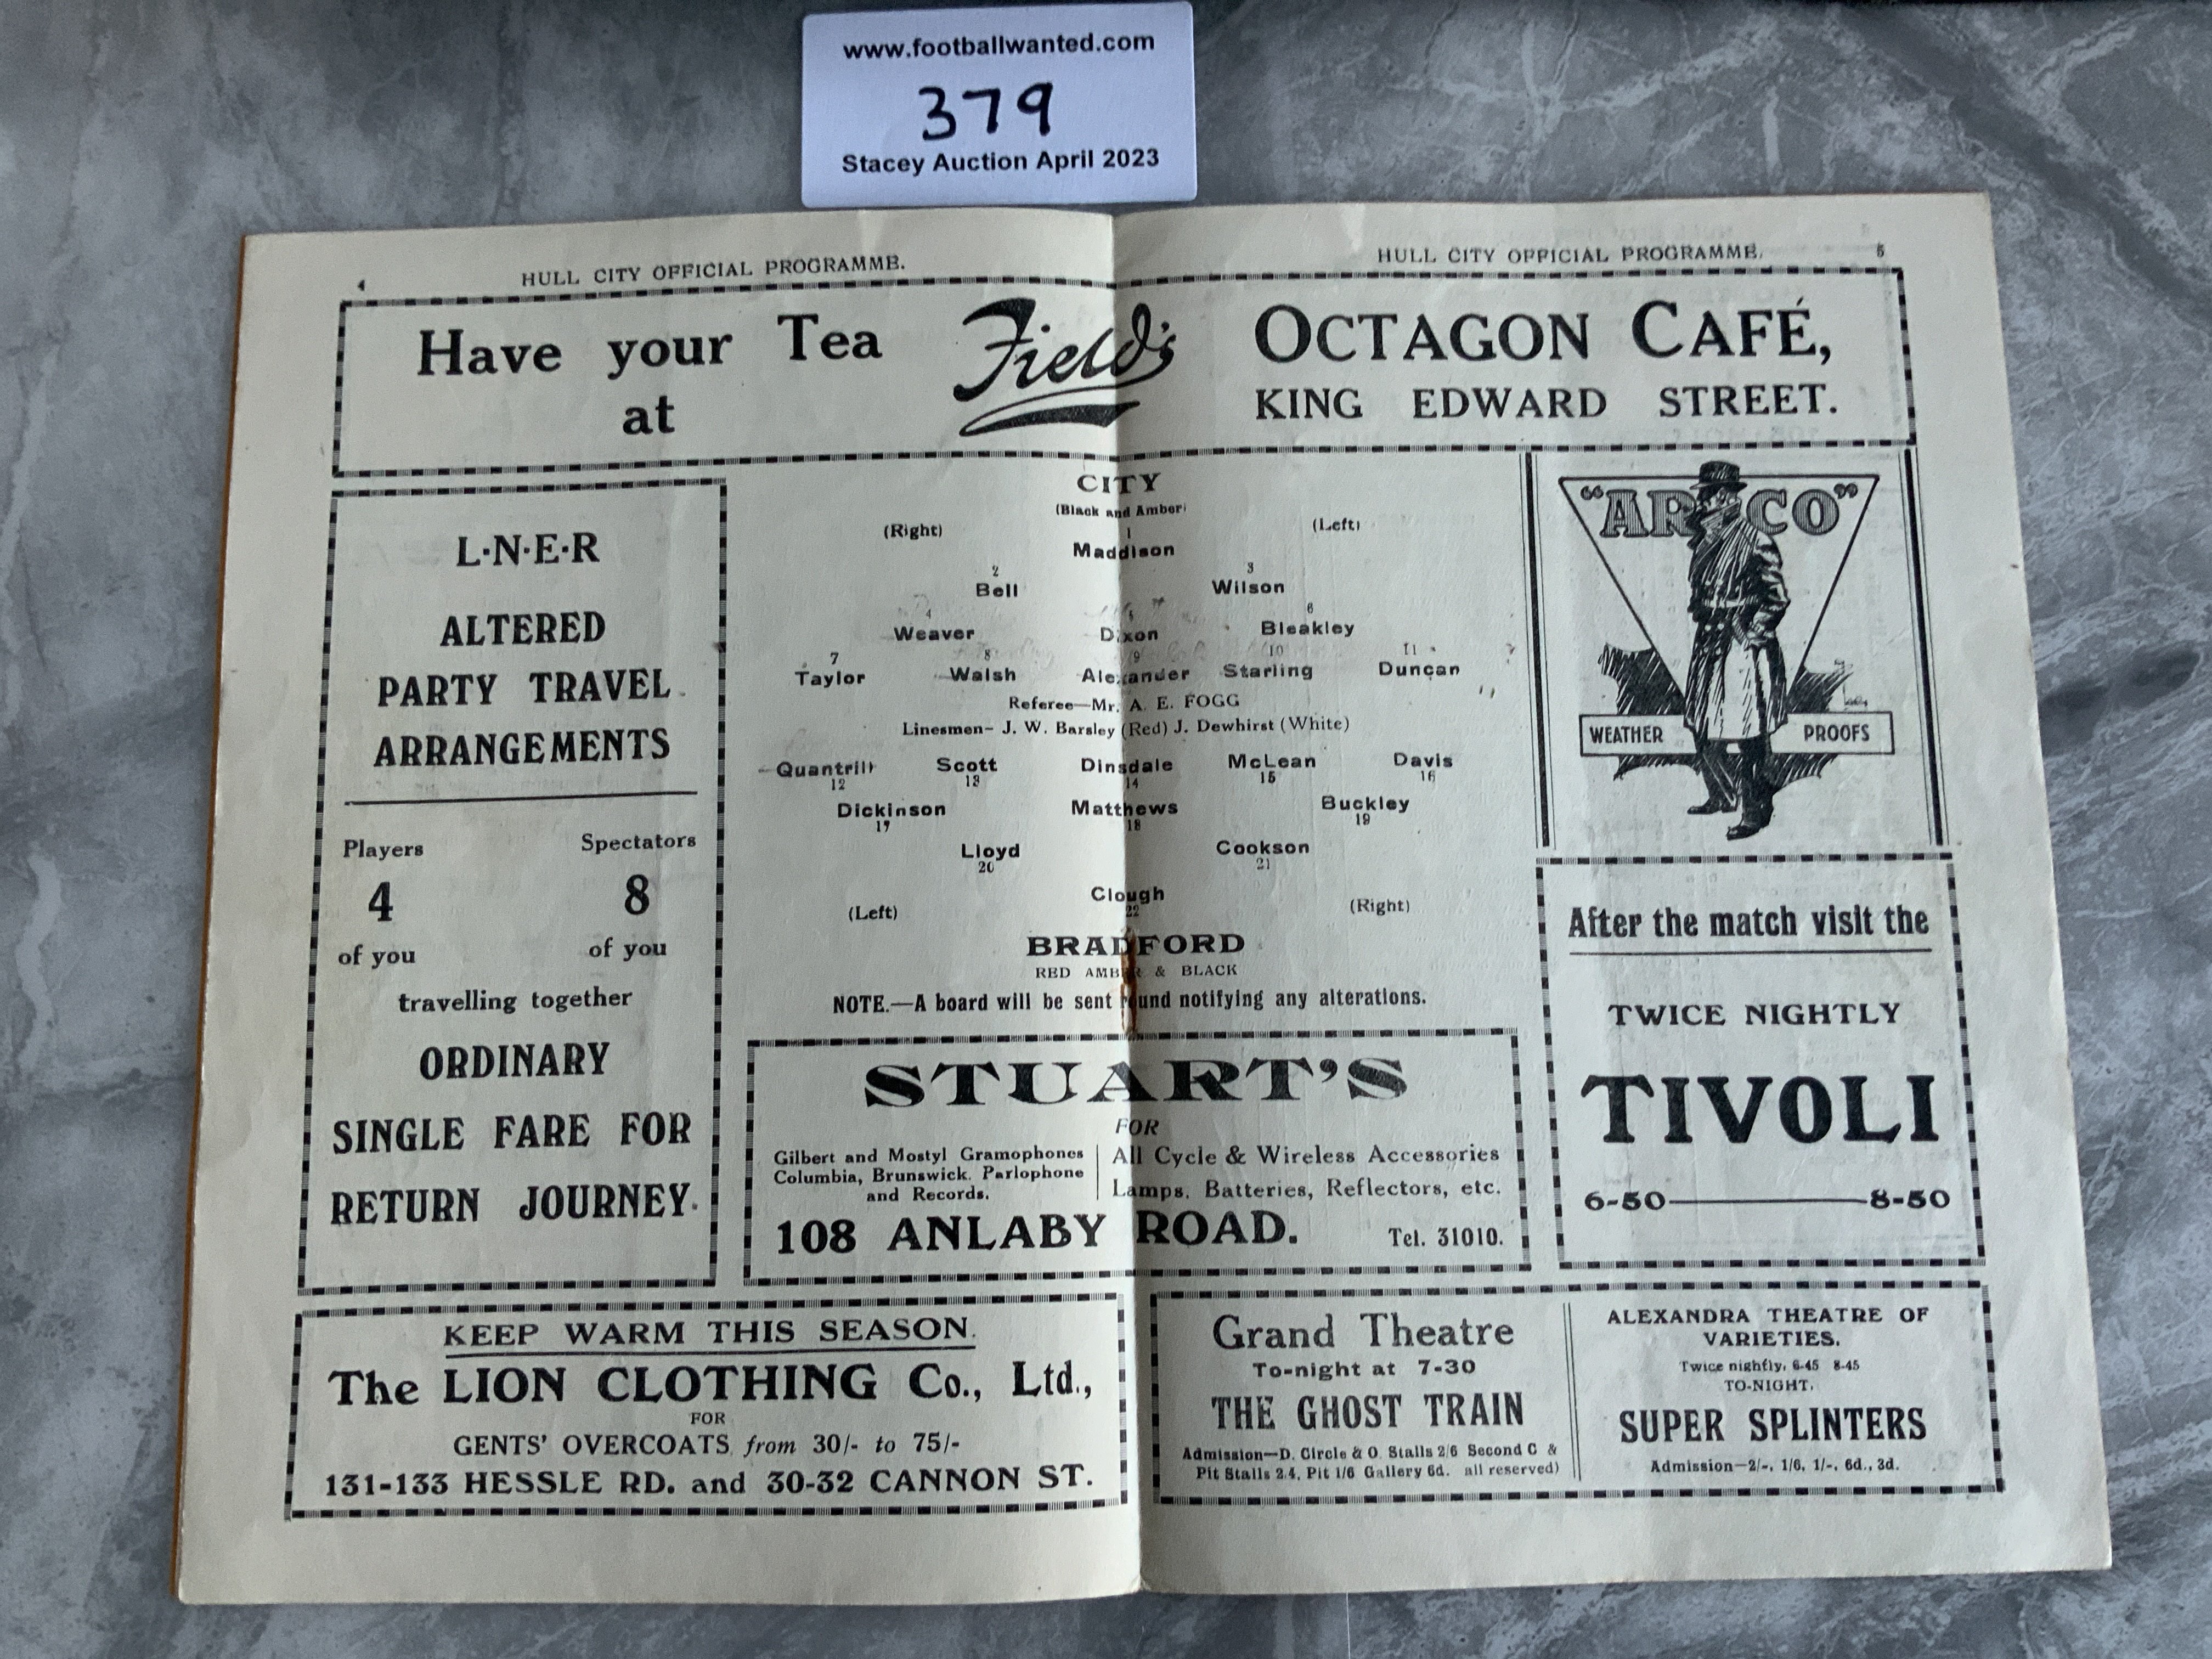 www.footballwanted.com
379
Stacey Auction April 2023
4
HULL CITY OFFICIAL PROGRAMME.
HULL CITY OFFICIAL PROGRAMME.
5
Have your Tea
at
Field's
OCTAGON CAFÉ,
KING EDWARD STREET.
L·N·E·R
ALTERED
PARTY TRAVEL
ARRANGEMENTS
Players Spectators
4 8
of you of you
travelling together
ORDINARY
SINGLE FARE FOR
RETURN JOURNEY.
CITY
(Black and Amber)
(Right) (Left)
1
Maddison
2 3
Bell Wilson
4 5 6
Weaver Dixon Bleakley
7 8 9 10 11
Taylor Walsh Alexander Starling Duncan
Referee—Mr. A. E. FOGG
Linesmen- J. W. Barsley (Red) J. Dewhirst (White)
Quantrill Scott Dinsdale McLean Davis
12 13 14 15 16
Dickinson Matthews Buckley
17 18 19
Lloyd Cookson
20 21
Clough
22
(Left) (Right)
BRADFORD
RED AMBER & BLACK
NOTE.—A board will be sent round notifying any alterations.
"ARCO"
WEATHER PROOFS
STUART'S
FOR
Gilbert and Mostyl Gramophones
Columbia, Brunswick. Parlophone
and Records.
All Cycle & Wireless Accessories
Lamps, Batteries, Reflectors, etc.
108 ANLABY ROAD. Tel. 31010.
After the match visit the
TWICE NIGHTLY
TIVOLI
6-50 8-50
KEEP WARM THIS SEASON.
The LION CLOTHING Co., Ltd.,
FOR
GENTS' OVERCOATS from 30/- to 75/-
131-133 HESSLE RD. and 30-32 CANNON ST.
Grand Theatre
To-night at 7-30
THE GHOST TRAIN
Admission—D. Circle & O. Stalls 2/6 Second C &
Pit Stalls 2.4, Pit 1/6 Gallery 6d. all reserved)
ALEXANDRA THEATRE OF
VARIETIES.
Twice nightly, 6-45 8-45
TO-NIGHT.
SUPER SPLINTERS
Admission—2/-, 1/6, 1/-, 6d., 3d.